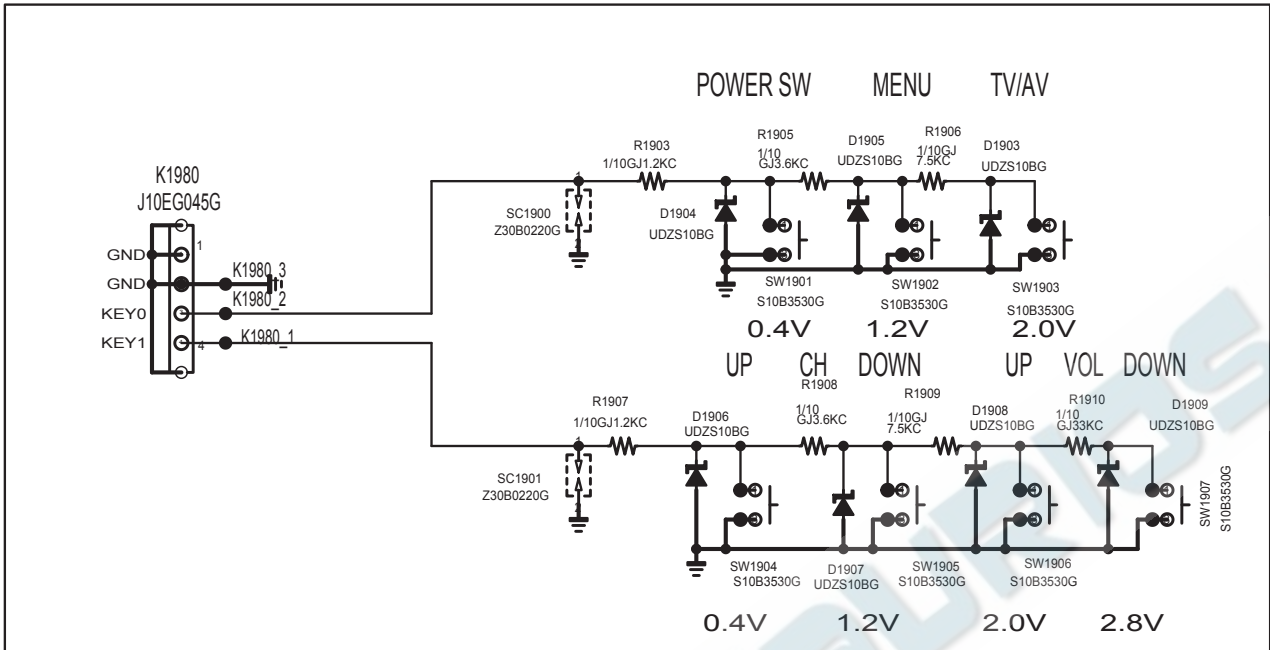 POWER SW MENU TV/AV
R1903
1/10GJ1.2KC
R1905
1/10
GJ3.6KC
D1905
UDZS10BG
R1906
1/10GJ
7.5KC
D1903
UDZS10BG
K1980
J10EG045G
1
GND
GND
KEY0
KEY1
4
K1980_3
K1980_2
K1980_1
1
SC1900
Z30B0220G
2
D1904
UDZS10BG
SW1901
S10B3530G
SW1902
S10B3530G
SW1903
S10B3530G
0.4V 1.2V 2.0V
UP CH DOWN UP VOL DOWN
R1907
1/10GJ1.2KC
D1906
UDZS10BG
R1908
1/10
GJ3.6KC
R1909
1/10GJ
7.5KC
D1908
UDZS10BG
R1910
1/10
GJ33KC
D1909
UDZS10BG
1
SC1901
Z30B0220G
2
SW1904
S10B3530G
D1907
UDZS10BG
SW1905
S10B3530G
SW1906
S10B3530G
SW1907
S10B3530G
0.4V 1.2V 2.0V 2.8V